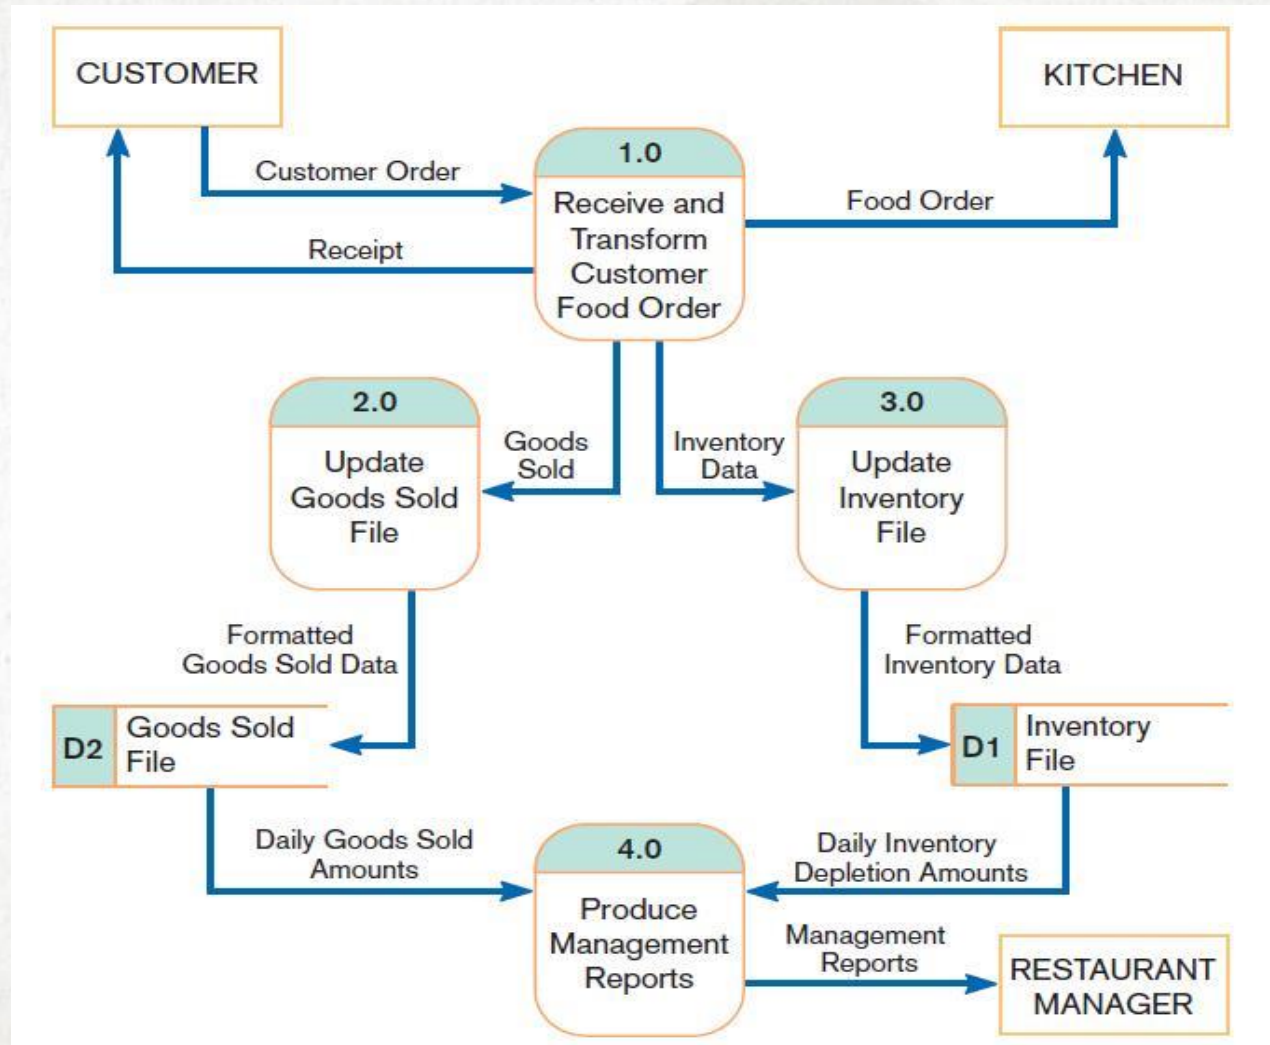 CUSTOMER
KITCHEN
1.0
Receive and
Transform
Customer
Food Order
Customer Order
Receipt
Food Order
2.0
Update
Goods Sold
File
Goods
Sold
Inventory
Data
3.0
Update
Inventory
File
Formatted
Goods Sold Data
Formatted
Inventory Data
D2
Goods Sold
File
D1
Inventory
File
Daily Goods Sold
Amounts
4.0
Produce
Management
Reports
Daily Inventory
Depletion Amounts
Management
Reports
RESTAURANT
MANAGER